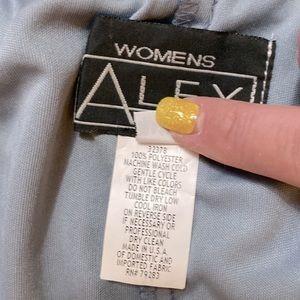 WOMENS
ALEX
32378
100% POLYESTER
MACHINE WASH COLD
GENTLE CYCLE
WITH LIKE COLORS
DO NOT BLEACH
TUMBLE DRY LOW
COOL IRON
ON REVERSE SIDE
IF NECESSARY OR
PROFESSIONAL
DRY CLEAN
MADE IN U.S.A.
OF DOMESTIC AND
IMPORTED FABRIC
RN# 79283